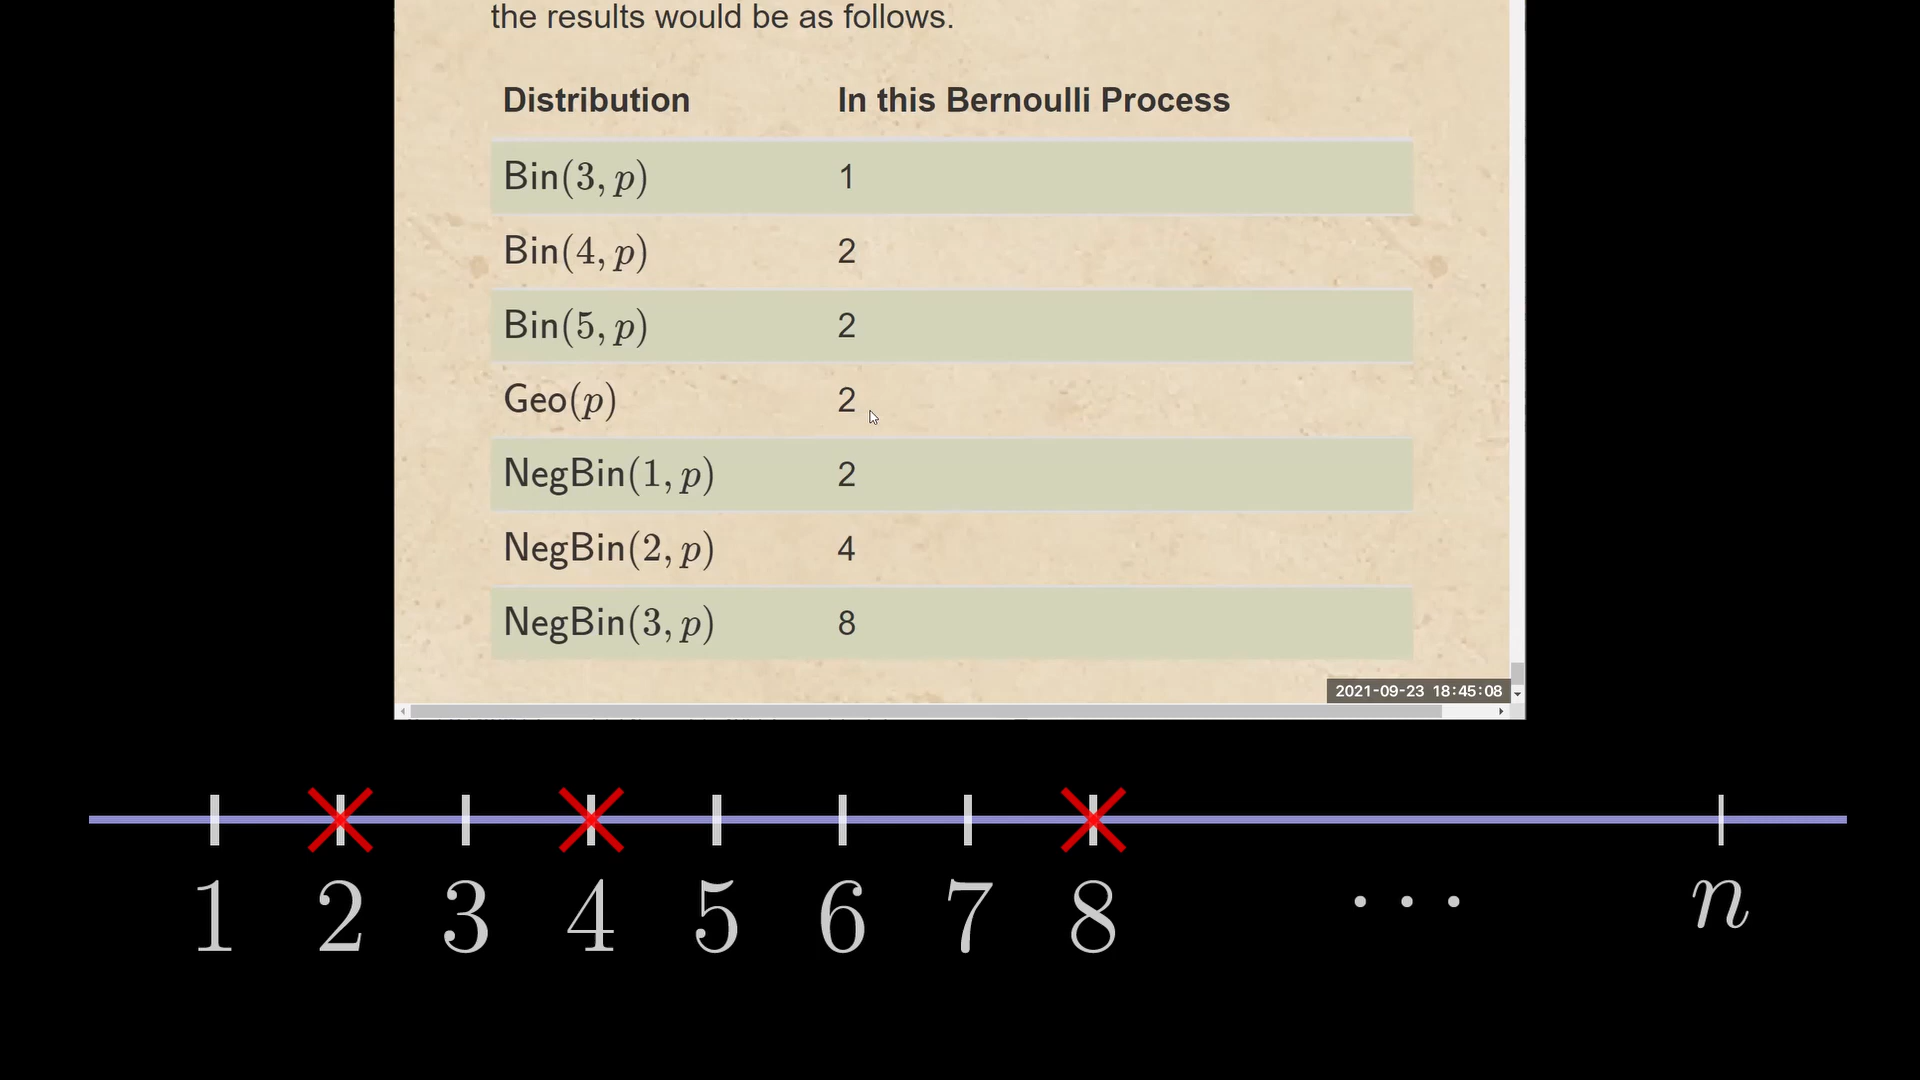 the results would be as follows.
Distribution In this Bernoulli Process
Bin(3, p) 1
Bin(4, p) 2
Bin(5, p) 2
Geo(p) 2
NegBin(1, p) 2
NegBin(2, p) 4
NegBin(3, p) 8
2021-09-23 18:45:08
1 2 3 4 5 6 7 8 ··· n